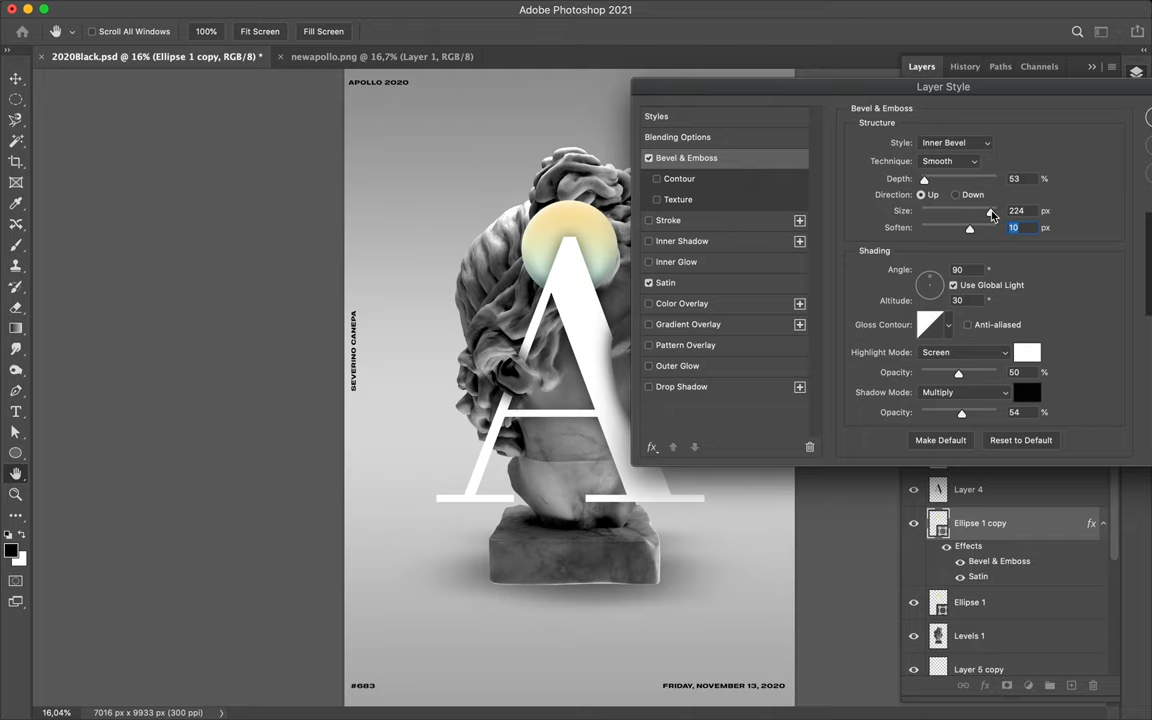 Adobe Photoshop 2021
Scroll All Windows
100%
Fit Screen
Fill Screen
2020Black.psd @ 16% (Ellipse 1 copy, RGB/8) *
newapollo.png @ 16,7% (Layer 1, RGB/8)
Layers
History
Paths
Channels
APOLLO 2020
SEVERINO CANEPA
A
#683
FRIDAY, NOVEMBER 13, 2020
Layer Style
Styles
Blending Options
Bevel & Emboss
Contour
Texture
Stroke
Inner Shadow
Inner Glow
Satin
Color Overlay
Gradient Overlay
Pattern Overlay
Outer Glow
Drop Shadow
fx
Bevel & Emboss
Structure
Style: Inner Bevel
Technique: Smooth
Depth: 53 %
Direction: Up Down
Size: 224 px
Soften: 10 px
Shading
Angle: 90 °
Use Global Light
Altitude: 30 °
Gloss Contour: Anti-aliased
Highlight Mode: Screen
Opacity: 50 %
Shadow Mode: Multiply
Opacity: 54 %
Make Default
Reset to Default
Layer 4
Ellipse 1 copy fx
Effects
Bevel & Emboss
Satin
Ellipse 1
Levels 1
Layer 5 copy
fx
16,04%
7016 px x 9933 px (300 ppi)